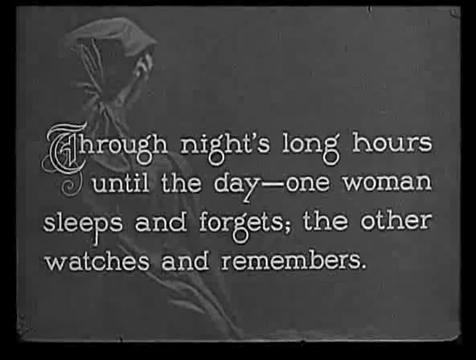 Through night's long hours
until the day—one woman
sleeps and forgets; the other
watches and remembers.